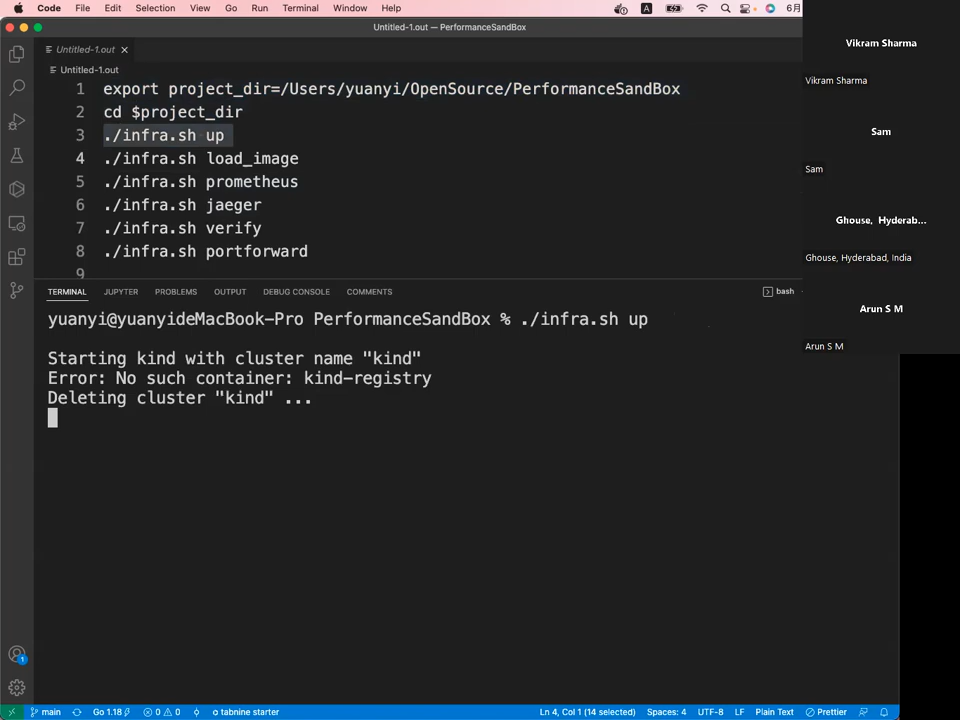 Code File Edit Selection View Go Run Terminal Window Help A 6月
Untitled-1.out — PerformanceSandBox
Untitled-1.out
Untitled-1.out
1 export project_dir=/Users/yuanyi/OpenSource/PerformanceSandBox
2 cd $project_dir
3 ./infra.sh up
4 ./infra.sh load_image
5 ./infra.sh prometheus
6 ./infra.sh jaeger
7 ./infra.sh verify
8 ./infra.sh portforward
9
TERMINAL JUPYTER PROBLEMS OUTPUT DEBUG CONSOLE COMMENTS bash
yuanyi@yuanyideMacBook-Pro PerformanceSandBox % ./infra.sh up
Starting kind with cluster name "kind"
Error: No such container: kind-registry
Deleting cluster "kind" ...
Vikram Sharma
Vikram Sharma
Sam
Sam
Ghouse, Hyderab...
Ghouse, Hyderabad, India
Arun S M
Arun S M
1
main Go 1.18 0 0 tabnine starter Ln 4, Col 1 (14 selected) Spaces: 4 UTF-8 LF Plain Text Prettier